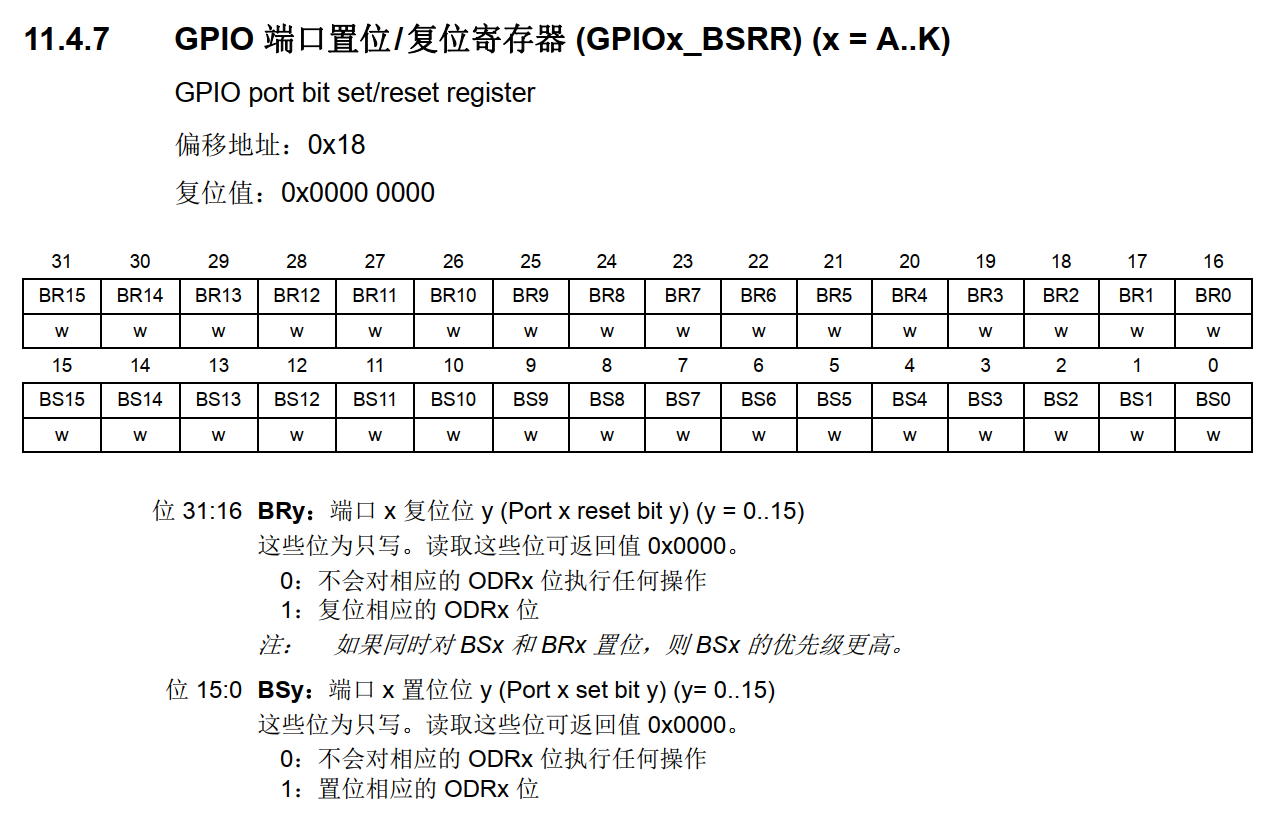 11.4.7 GPIO 端口置位/复位寄存器 (GPIOx_BSRR) (x = A..K)
GPIO port bit set/reset register
偏移地址：0x18
复位值：0x0000 0000
31 30 29 28 27 26 25 24 23 22 21 20 19 18 17 16
BR15 BR14 BR13 BR12 BR11 BR10 BR9 BR8 BR7 BR6 BR5 BR4 BR3 BR2 BR1 BR0
w w w w w w w w w w w w w w w w
15 14 13 12 11 10 9 8 7 6 5 4 3 2 1 0
BS15 BS14 BS13 BS12 BS11 BS10 BS9 BS8 BS7 BS6 BS5 BS4 BS3 BS2 BS1 BS0
w w w w w w w w w w w w w w w w
位 31:16 BRy：端口 x 复位位 y (Port x reset bit y) (y = 0..15)
这些位为只写。读取这些位可返回值 0x0000。
0：不会对相应的 ODRx 位执行任何操作
1：复位相应的 ODRx 位
注： 如果同时对 BSx 和 BRx 置位，则 BSx 的优先级更高。
位 15:0 BSy：端口 x 置位位 y (Port x set bit y) (y= 0..15)
这些位为只写。读取这些位可返回值 0x0000。
0：不会对相应的 ODRx 位执行任何操作
1：置位相应的 ODRx 位